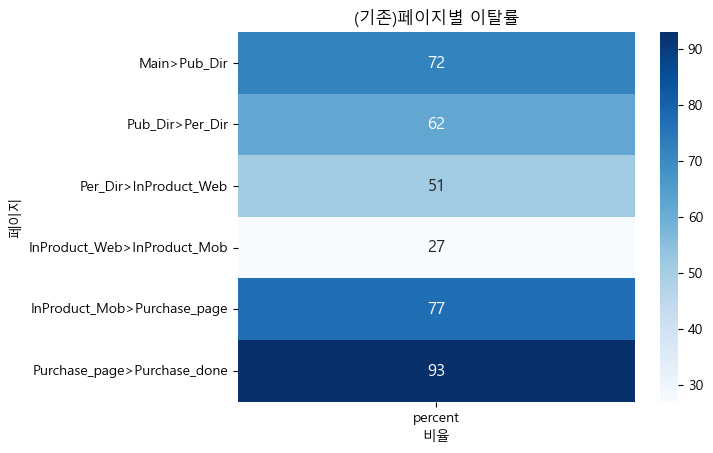 (기존)페이지별 이탈률
페이지
Main>Pub_Dir
72
Pub_Dir>Per_Dir
62
Per_Dir>InProduct_Web
51
InProduct_Web>InProduct_Mob
27
InProduct_Mob>Purchase_page
77
Purchase_page>Purchase_done
93
percent
비율
90
80
70
60
50
40
30